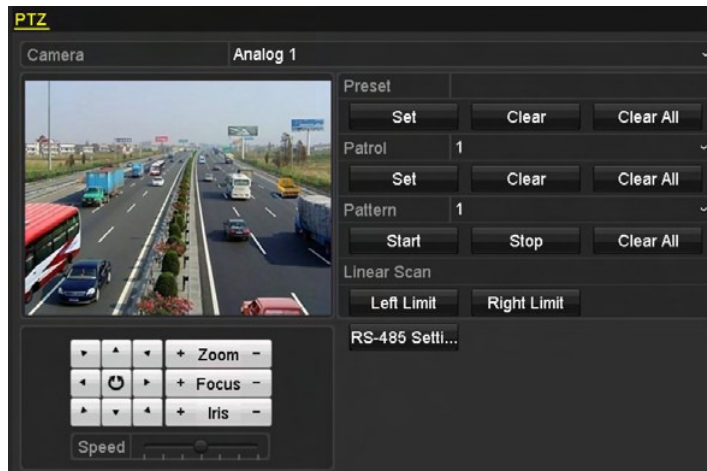 PTZ
Camera Analog 1
Preset
Set Clear Clear All
Patrol 1
Set Clear Clear All
Pattern 1
Start Stop Clear All
Linear Scan
Left Limit Right Limit
RS-485 Setti...
+ Zoom -
+ Focus -
+ Iris -
Speed